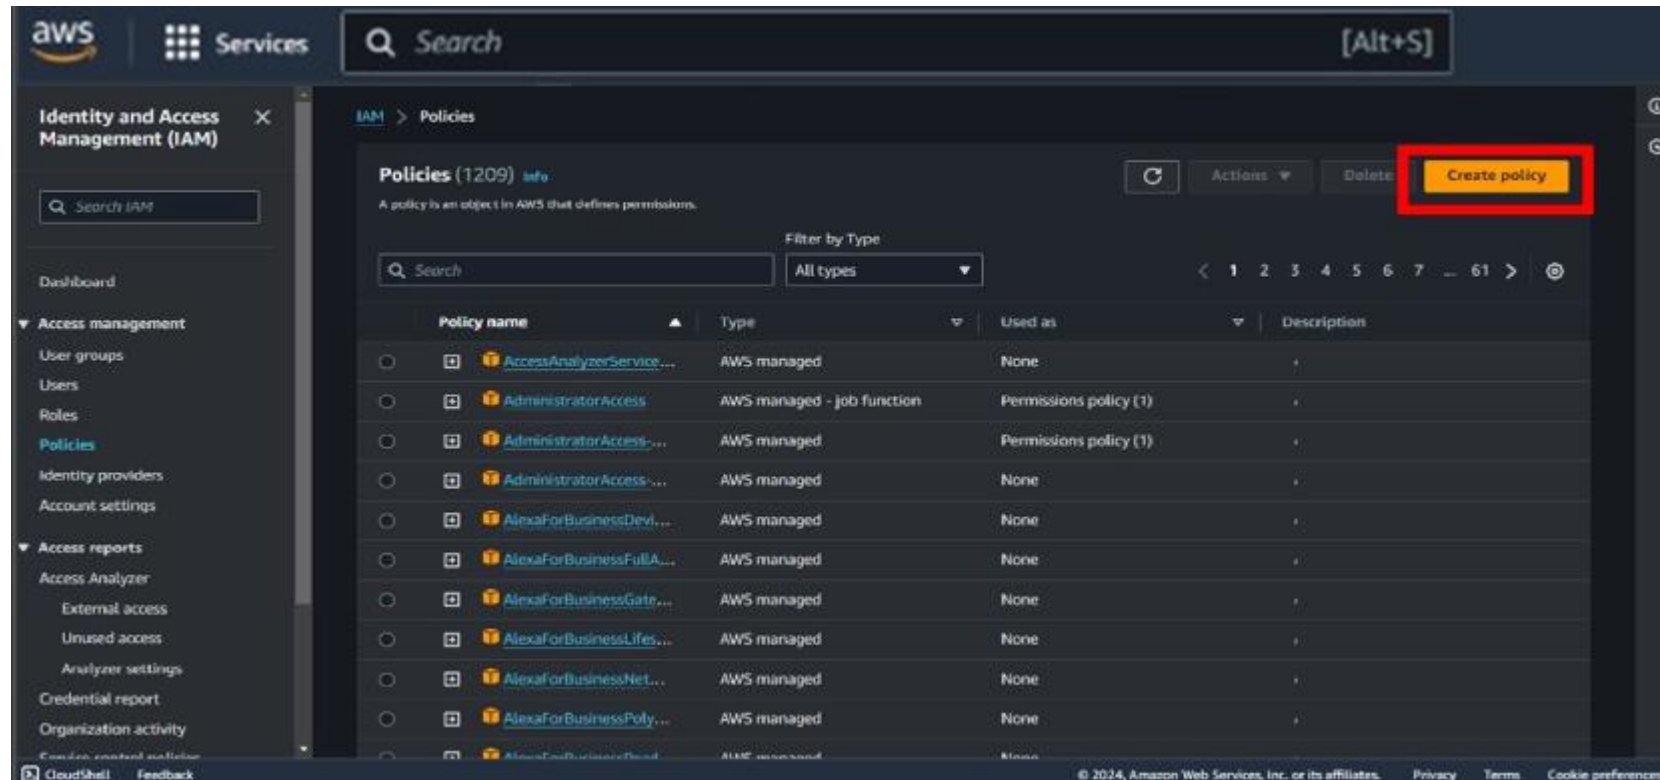 aws
Services
Search
[Alt+S]
Identity and Access
Management (IAM)
Search IAM
Dashboard
Access management
User groups
Users
Roles
Policies
Identity providers
Account settings
Access reports
Access Analyzer
External access
Unused access
Analyzer settings
Credential report
Organization activity
Service control policies
IAM > Policies
Policies (1209) Info
A policy is an object in AWS that defines permissions.
Actions
Delete
Create policy
Filter by Type
Search
All types
< 1 2 3 4 5 6 7 ... 61 >
Policy name Type Used as Description
AccessAnalyzerService... AWS managed None
AdministratorAccess AWS managed - job function Permissions policy (1)
AdministratorAccess-... AWS managed Permissions policy (1)
AdministratorAccess-... AWS managed None
AlexaForBusinessDevi... AWS managed None
AlexaForBusinessFullA... AWS managed None
AlexaForBusinessGate... AWS managed None
AlexaForBusinessLifes... AWS managed None
AlexaForBusinessNet... AWS managed None
AlexaForBusinessPoly... AWS managed None
AWS managed None
CloudShell Feedback
© 2024, Amazon Web Services, Inc. or its affiliates. Privacy Terms Cookie preferences